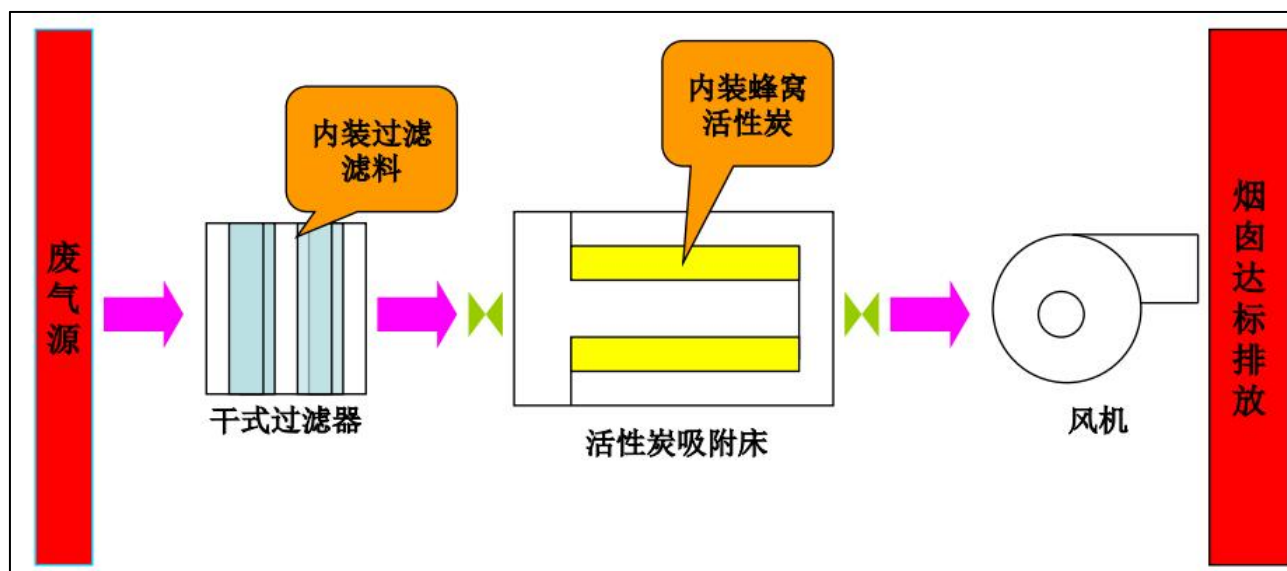 废气源
内装过滤
滤料
干式过滤器
内装蜂窝
活性炭
活性炭吸附床
风机
烟囱达标排放